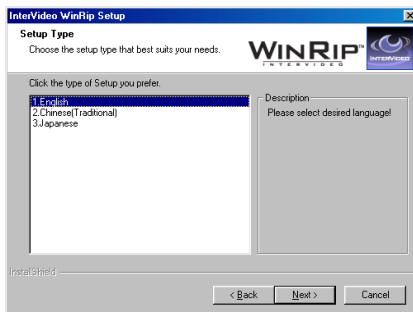 InterVideo WinRip Setup
Setup Type
Choose the setup type that best suits your needs.
WINRIP™
INTERVIDEO
INTERVIDEO
Click the type of Setup you prefer.
1.English
2.Chinese(Traditional)
3.Japanese
Description
Please select desired language!
InstallShield
< Back
Next >
Cancel